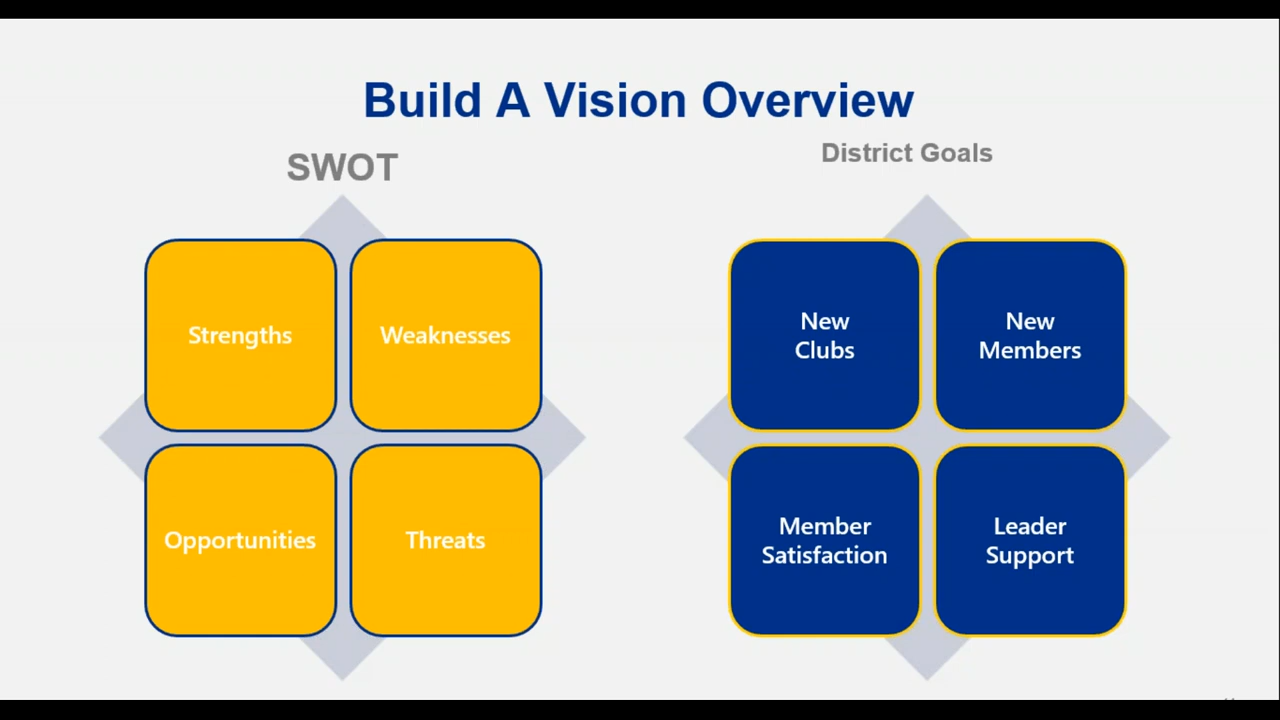 Build A Vision Overview
SWOT
Strengths
Weaknesses
Opportunities
Threats
District Goals
New
Clubs
New
Members
Member
Satisfaction
Leader
Support